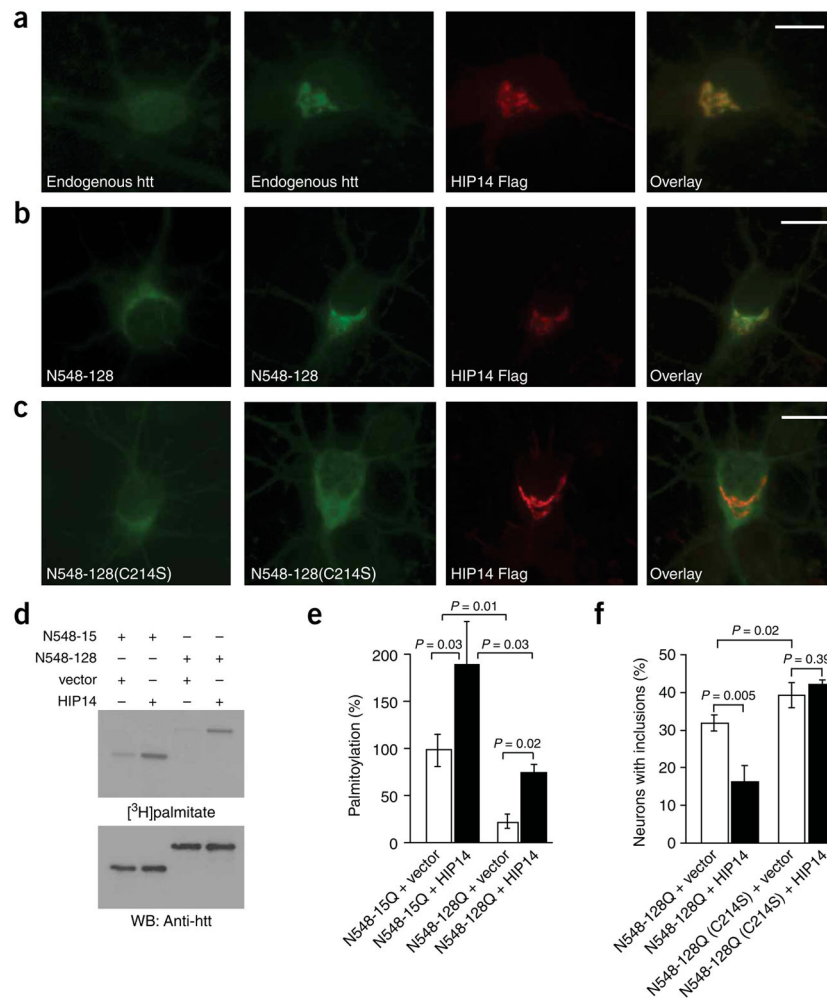 a
Endogenous htt
Endogenous htt
HIP14 Flag
Overlay
b
N548-128
N548-128
HIP14 Flag
Overlay
c
N548-128(C214S)
N548-128(C214S)
HIP14 Flag
Overlay
d
N548-15 + + – –
N548-128 – – + +
vector + – + –
HIP14 – + – +
[³H]palmitate
WB: Anti-htt
e
P = 0.01
P = 0.03
P = 0.03
P = 0.02
Palmitoylation (%)
200
150
100
50
0
N548-15Q + vector
N548-15Q + HIP14
N548-128Q + vector
N548-128Q + HIP14
f
P = 0.02
P = 0.39
P = 0.005
Neurons with inclusions (%)
50
40
30
20
10
0
N548-128Q + vector
N548-128Q + HIP14
N548-128Q (C214S) + vector
N548-128Q (C214S) + HIP14